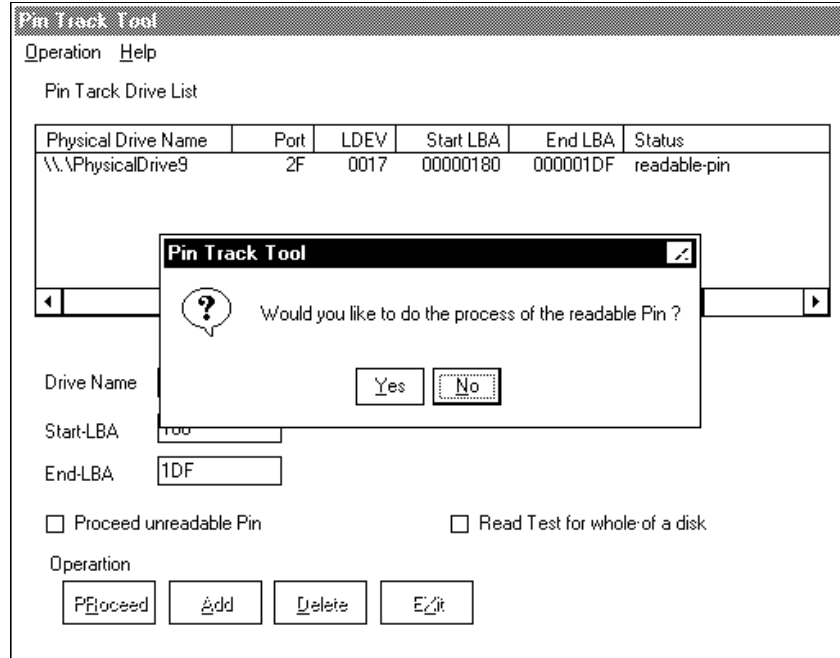 Pin Track Tool
Operation Help
Pin Tarck Drive List
Physical Drive Name Port LDEV Start LBA End LBA Status
\\.\PhysicalDrive9 2F 0017 00000180 000001DF readable-pin
Pin Track Tool
Would you like to do the process of the readable Pin ?
Yes No
Drive Name
Start-LBA
End-LBA 1DF
Proceed unreadable Pin Read Test for whole of a disk
Operartion
PRoceed Add Delete EXit